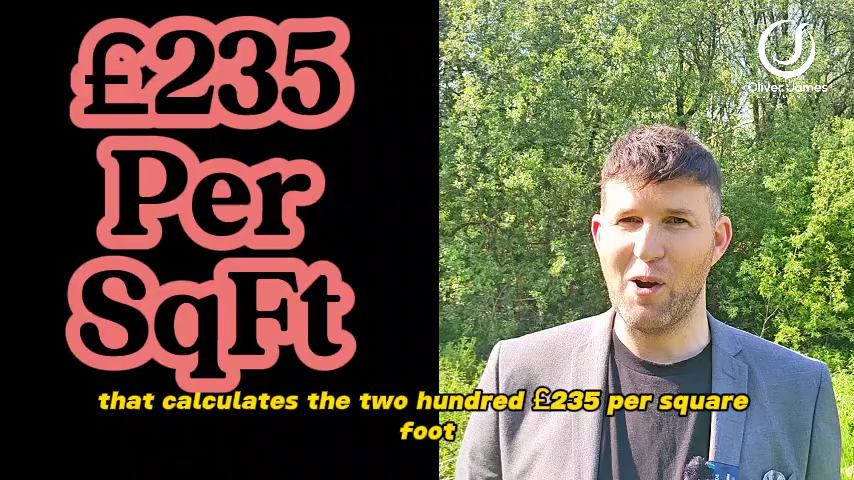 £235
Per
SqFt
Oliver James
that calculates the two hundred £235 per square
foot